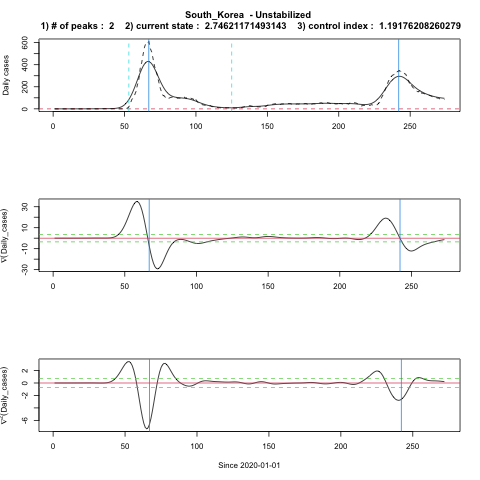 South_Korea - Unstabilized
1) # of peaks : 2 2) current state : 2.74621171493143 3) control index : 1.19176208260279
Daily cases
0 200 400 600
0 50 100 150 200 250
∇(Daily_cases)
-30 -10 10 30
0 50 100 150 200 250
∇²(Daily_cases)
-6 -2 0 2
0 50 100 150 200 250
Since 2020-01-01